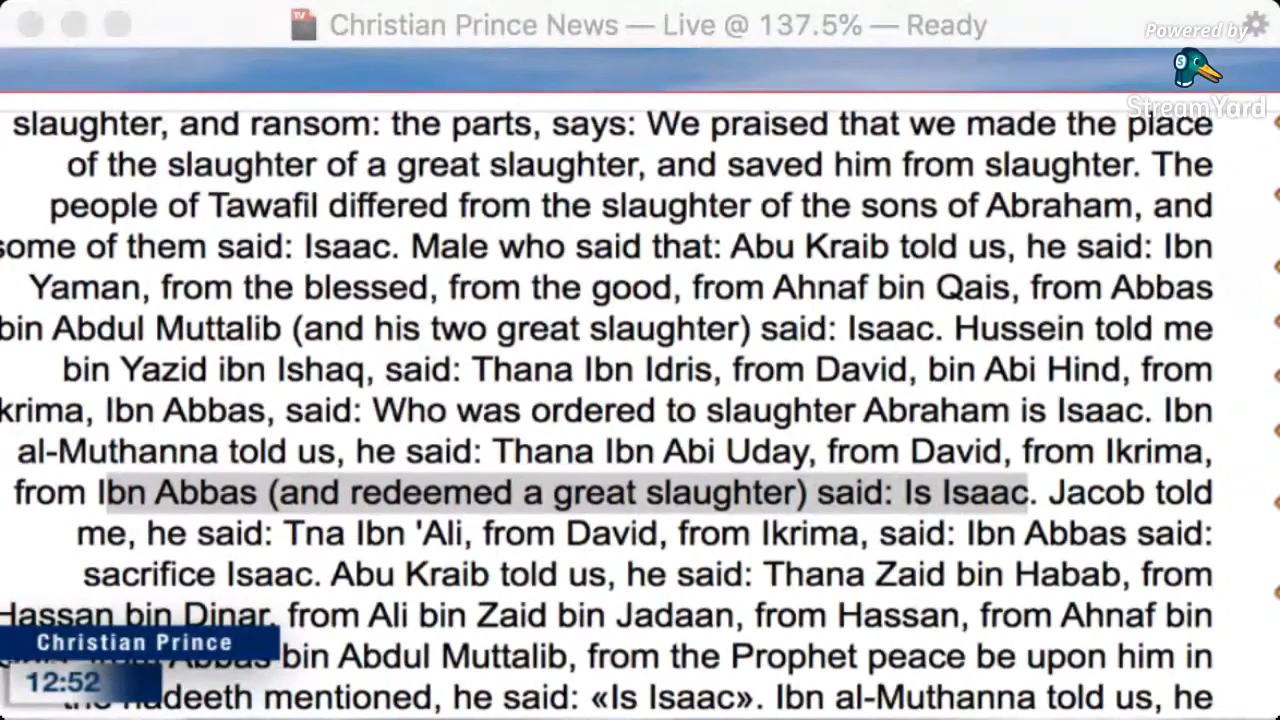 Christian Prince News — Live @ 137.5% — Ready
Powered by
StreamYard
slaughter, and ransom: the parts, says: We praised that we made the place
of the slaughter of a great slaughter, and saved him from slaughter. The
people of Tawafil differed from the slaughter of the sons of Abraham, and
some of them said: Isaac. Male who said that: Abu Kraib told us, he said: Ibn
Yaman, from the blessed, from the good, from Ahnaf bin Qais, from Abbas
bin Abdul Muttalib (and his two great slaughter) said: Isaac. Hussein told me
bin Yazid ibn Ishaq, said: Thana Ibn Idris, from David, bin Abi Hind, from
krima, Ibn Abbas, said: Who was ordered to slaughter Abraham is Isaac. Ibn
al-Muthanna told us, he said: Thana Ibn Abi Uday, from David, from Ikrima,
from Ibn Abbas (and redeemed a great slaughter) said: Is Isaac. Jacob told
me, he said: Tna Ibn 'Ali, from David, from Ikrima, said: Ibn Abbas said:
sacrifice Isaac. Abu Kraib told us, he said: Thana Zaid bin Habab, from
Hassan bin Dinar, from Ali bin Zaid bin Jadaan, from Hassan, from Ahnaf bin
from Abbas bin Abdul Muttalib, from the Prophet peace be upon him in
hadeeth mentioned, he said: «Is Isaac». Ibn al-Muthanna told us, he
Christian Prince
12:52